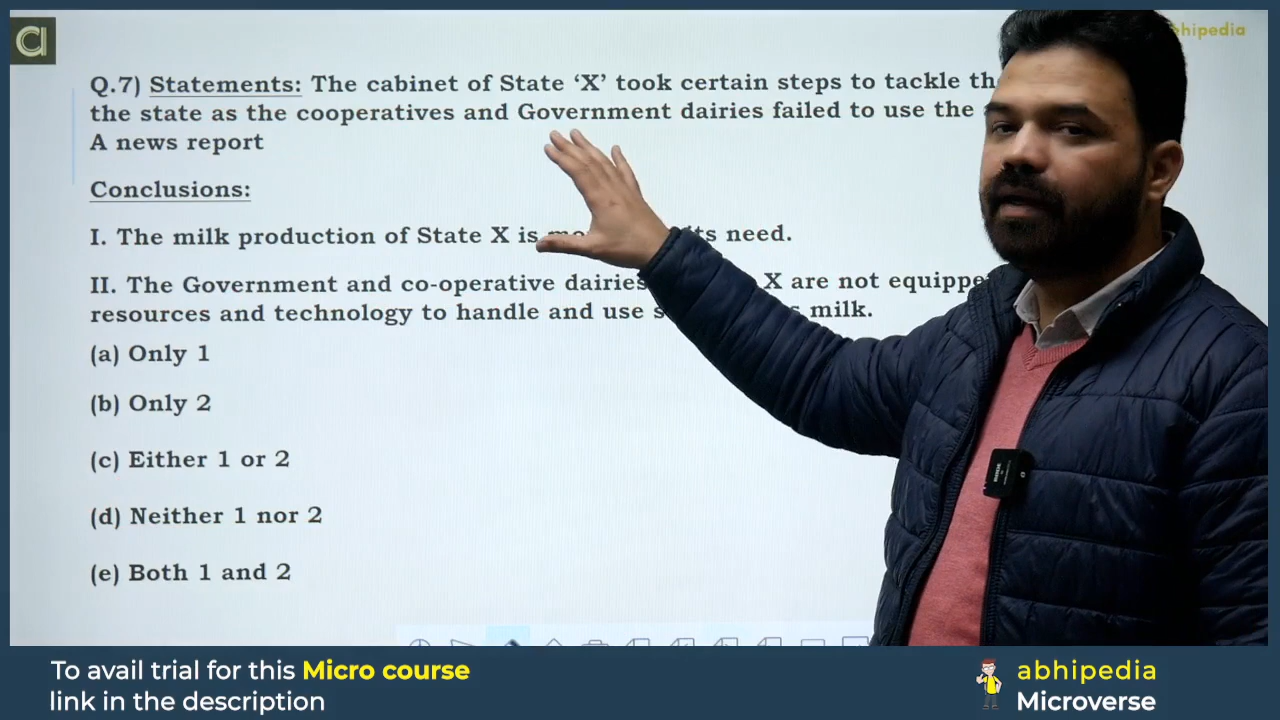 abhipedia
Q.7) Statements: The cabinet of State ‘X’ took certain steps to tackle
the state as the cooperatives and Government dairies failed to use the
A news report
Conclusions:
I. The milk production of State X is need.
II. The Government and co-operative dairies X are not
resources and technology to handle and use milk.
(a) Only 1
(b) Only 2
(c) Either 1 or 2
(d) Neither 1 nor 2
(e) Both 1 and 2
To avail trial for this Micro course
link in the description
abhipedia
Microverse